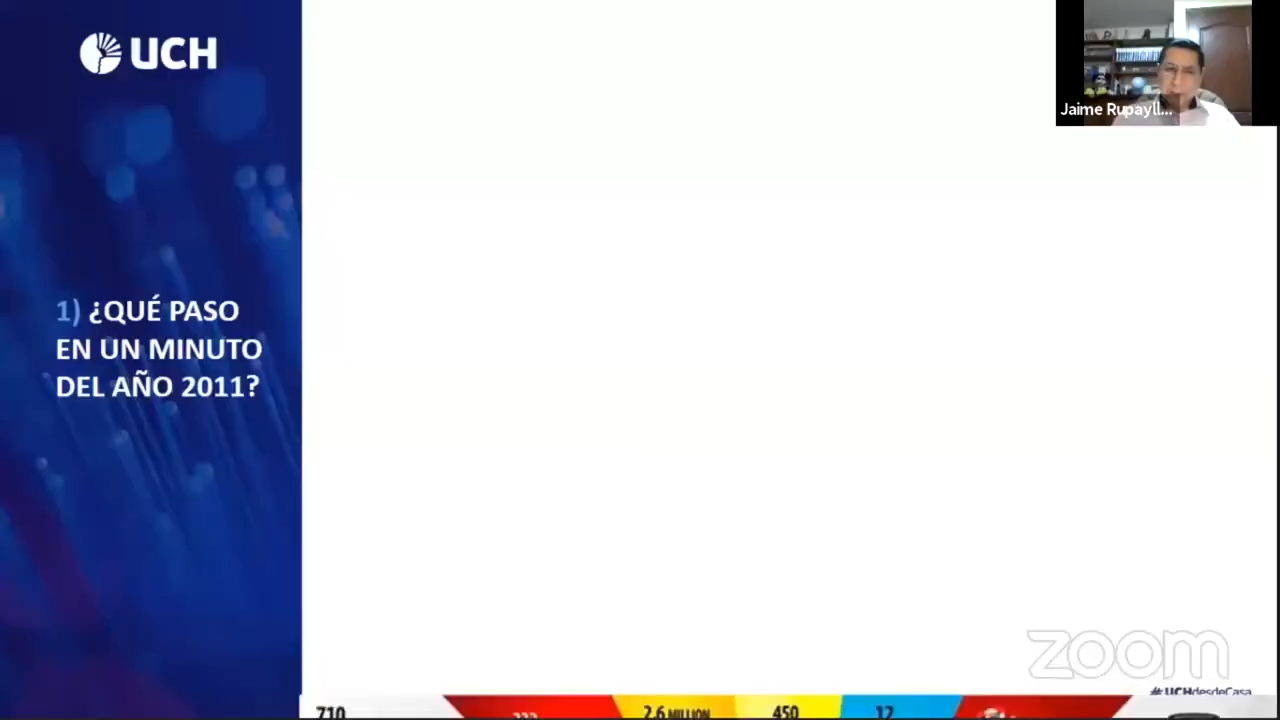 UCH
Jaime Rupayll...
1) ¿QUÉ PASO
EN UN MINUTO
DEL AÑO 2011?
zoom
#UCHdesdeCasa
710
2.6 MILLION
450
12